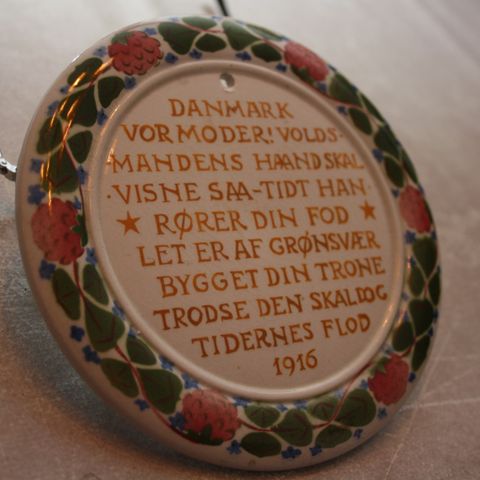 DANMARK
VOR MODER! VOLDS-
MANDENS HAAND SKAL
·VISNE SAA-TIDT HAN·
★ RØRER DIN FOD ★
LET ER AF GRØNSVÆR
BYGGET DIN TRONE
TRODSE DEN SKAL DOG
TIDERNES FLOD
1916